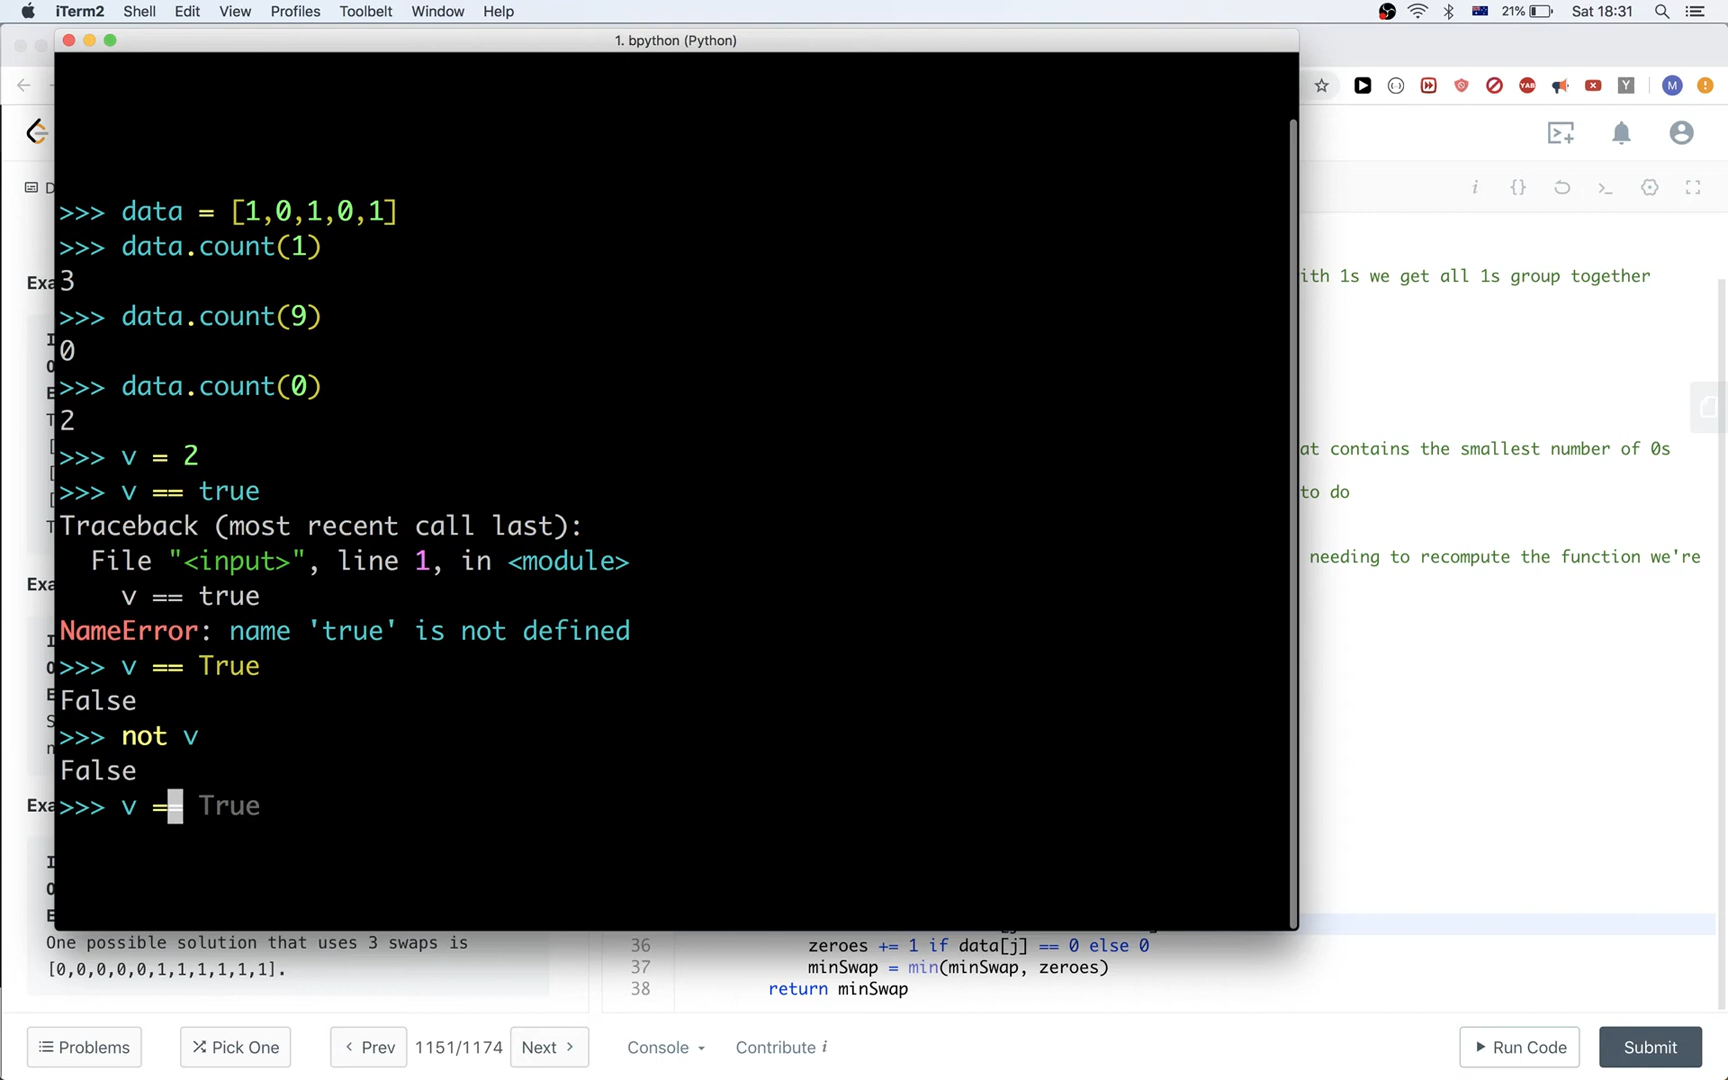 iTerm2 Shell Edit View Profiles Toolbelt Window Help 21% Sat 18:31
1. bpython (Python)
>>> data = [1,0,1,0,1]
>>> data.count(1)
3
>>> data.count(9)
0
>>> data.count(0)
2
>>> v = 2
>>> v == true
Traceback (most recent call last):
File "<input>", line 1, in <module>
v == true
NameError: name 'true' is not defined
>>> v == True
False
>>> not v
False
>>> v == True
YAB
Y
M
D
Exa
I
O
E
T
[
[
[
T
Exa
I
O
E
S
n
Exa
I
O
E
One possible solution that uses 3 swaps is
[0,0,0,0,0,1,1,1,1,1,1].
ith 1s we get all 1s group together
at contains the smallest number of 0s
to do
needing to recompute the function we're
36 zeroes += 1 if data[j] == 0 else 0
37 minSwap = min(minSwap, zeroes)
38 return minSwap
Problems Pick One < Prev 1151/1174 Next > Console Contribute i Run Code Submit